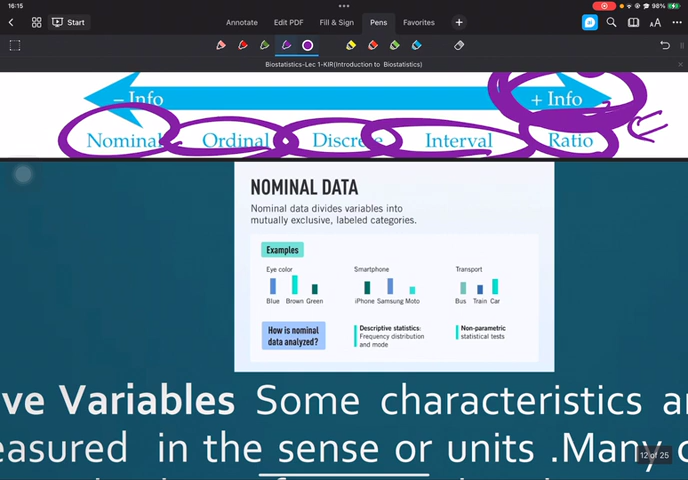 16:15
98%
Start
Annotate Edit PDF Fill & Sign Pens Favorites
AA
Biostatistics-Lec 1-KIR(Introduction to Biostatistics)
– Info + Info
Nominal Ordinal Discrete Interval Ratio
NOMINAL DATA
Nominal data divides variables into
mutually exclusive, labeled categories.
Examples
Eye color Smartphone Transport
Blue Brown Green iPhone Samsung Moto Bus Train Car
How is nominal
data analyzed?
Descriptive statistics:
Frequency distribution
and mode
Non-parametric
statistical tests
ve Variables Some characteristics a
easured in the sense or units .Many
12 of 25